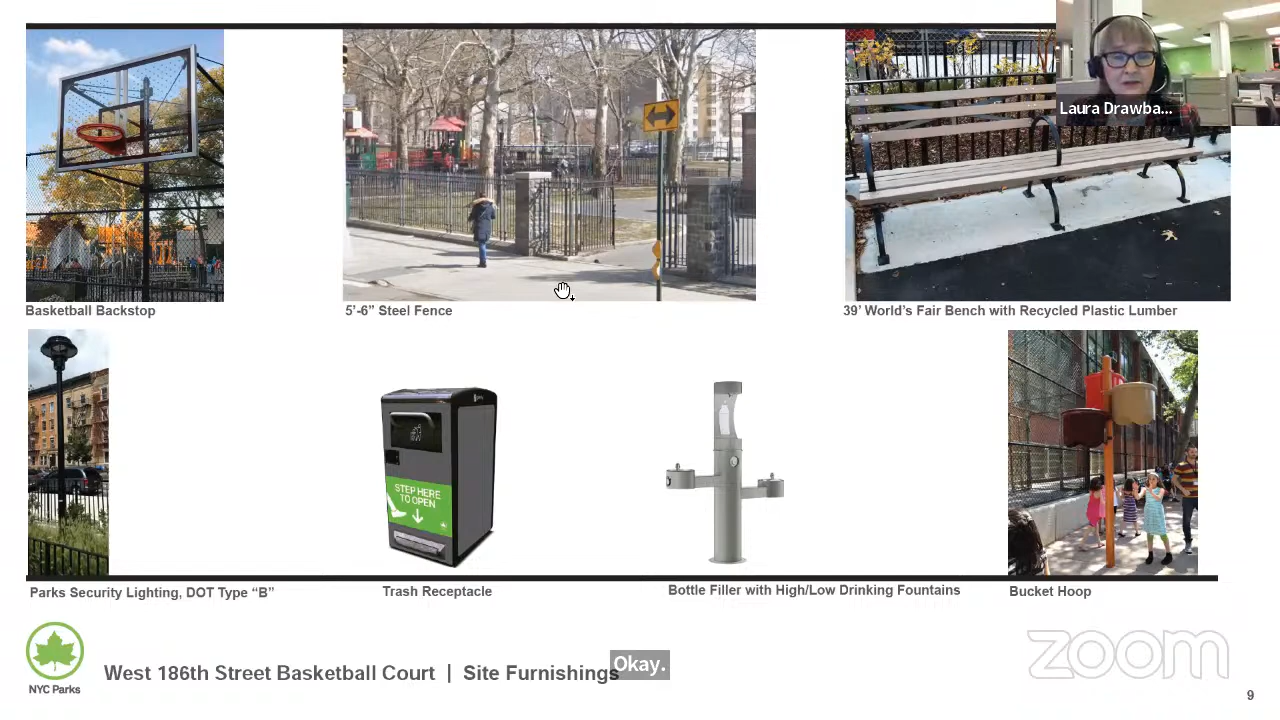 Laura Drawba...
Basketball Backstop
5'-6" Steel Fence
39' World's Fair Bench with Recycled Plastic Lumber
STEP HERE
TO OPEN
Parks Security Lighting, DOT Type “B”
Trash Receptacle
Bottle Filler with High/Low Drinking Fountains
Bucket Hoop
NYC Parks
West 186th Street Basketball Court | Site Furnishings
Okay.
zoom
9